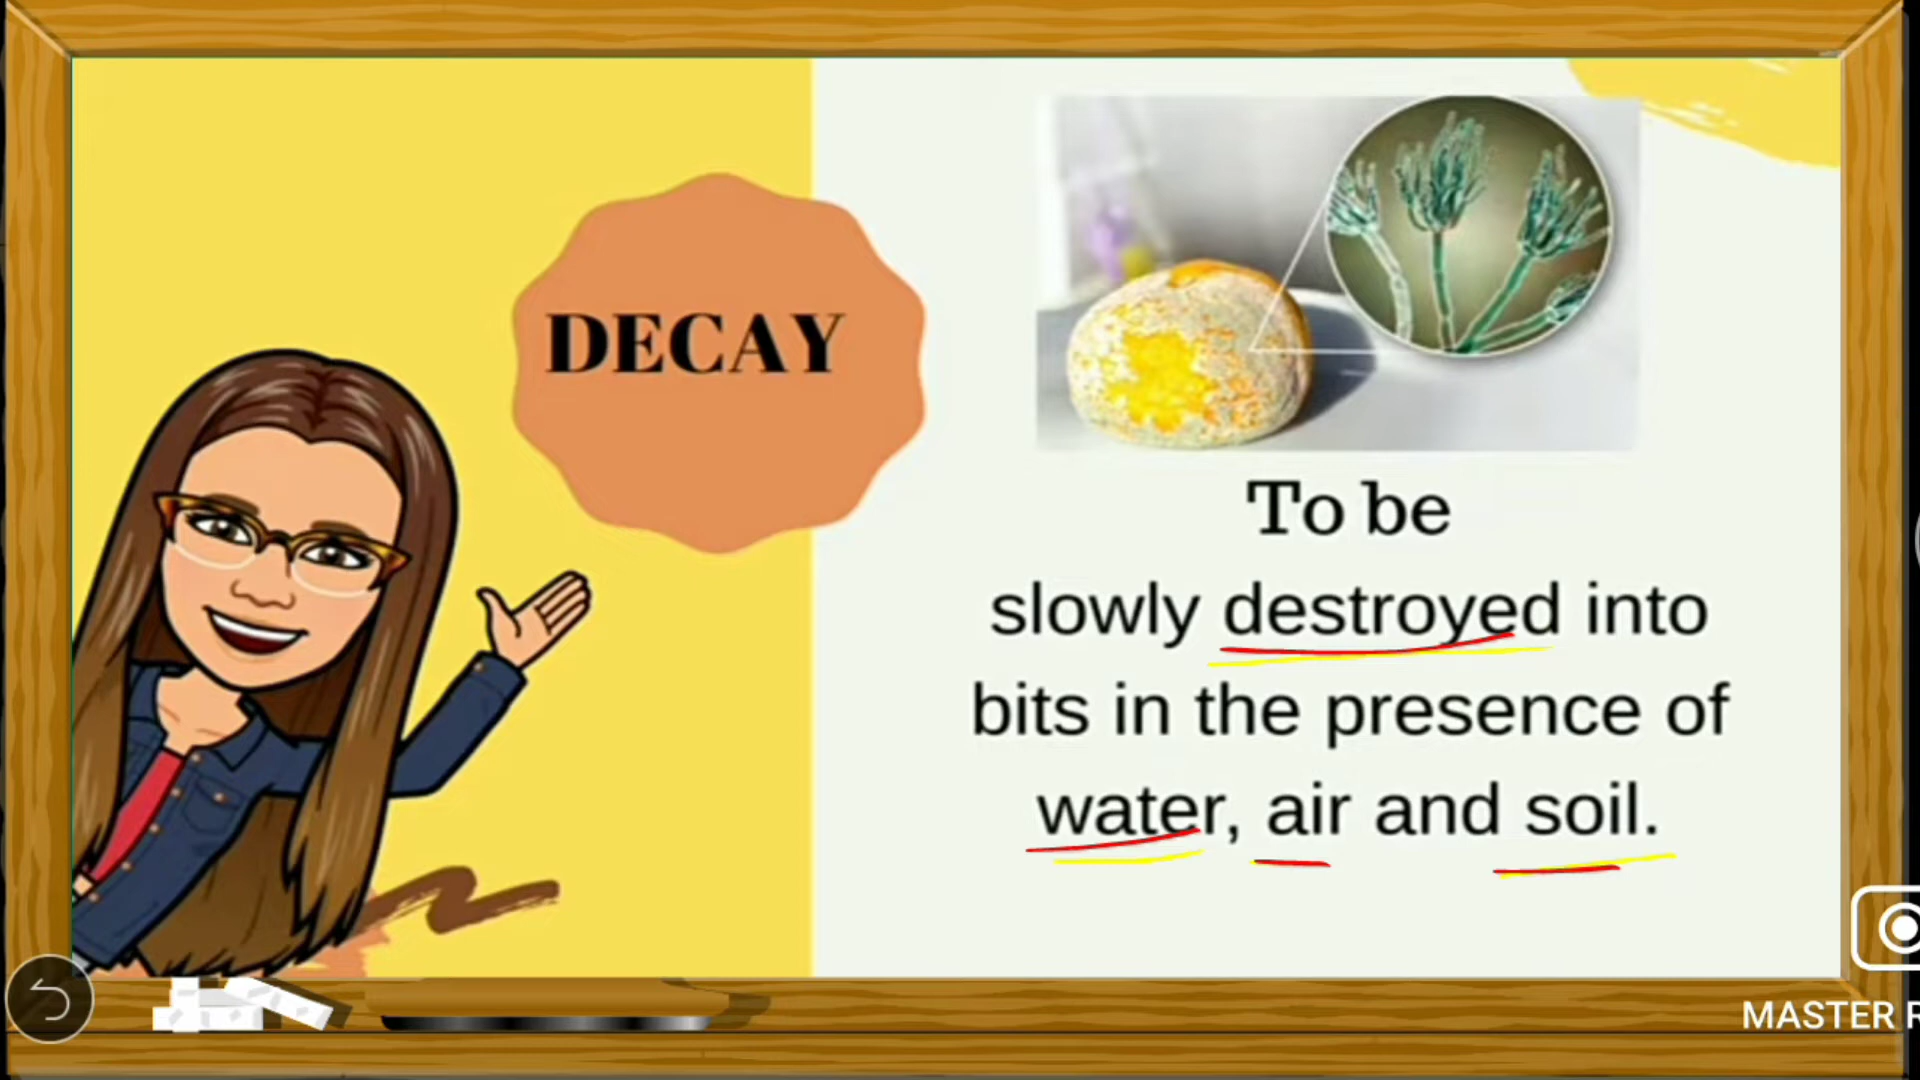 DECAY
To be
slowly destroyed into
bits in the presence of
water, air and soil.
MASTER